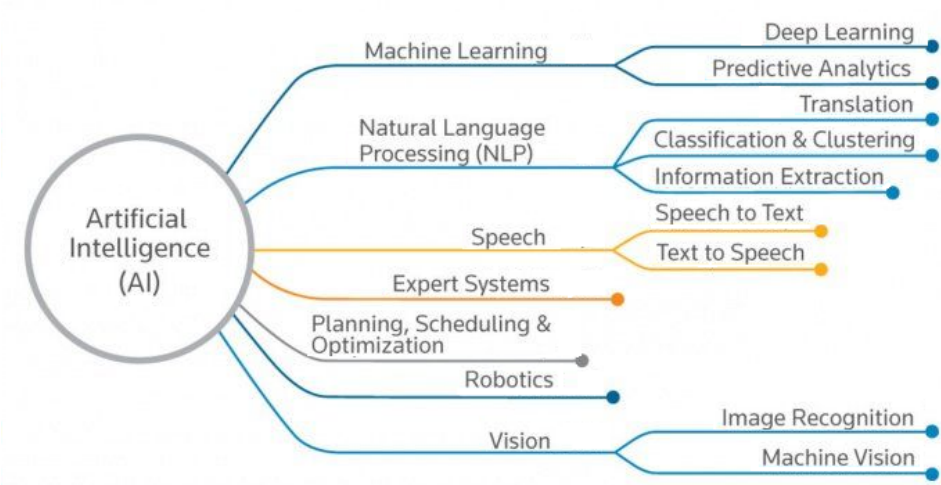 Artificial
Intelligence
(AI)
Machine Learning
Deep Learning
Predictive Analytics
Natural Language
Processing (NLP)
Translation
Classification & Clustering
Information Extraction
Speech
Speech to Text
Text to Speech
Expert Systems
Planning, Scheduling &
Optimization
Robotics
Vision
Image Recognition
Machine Vision